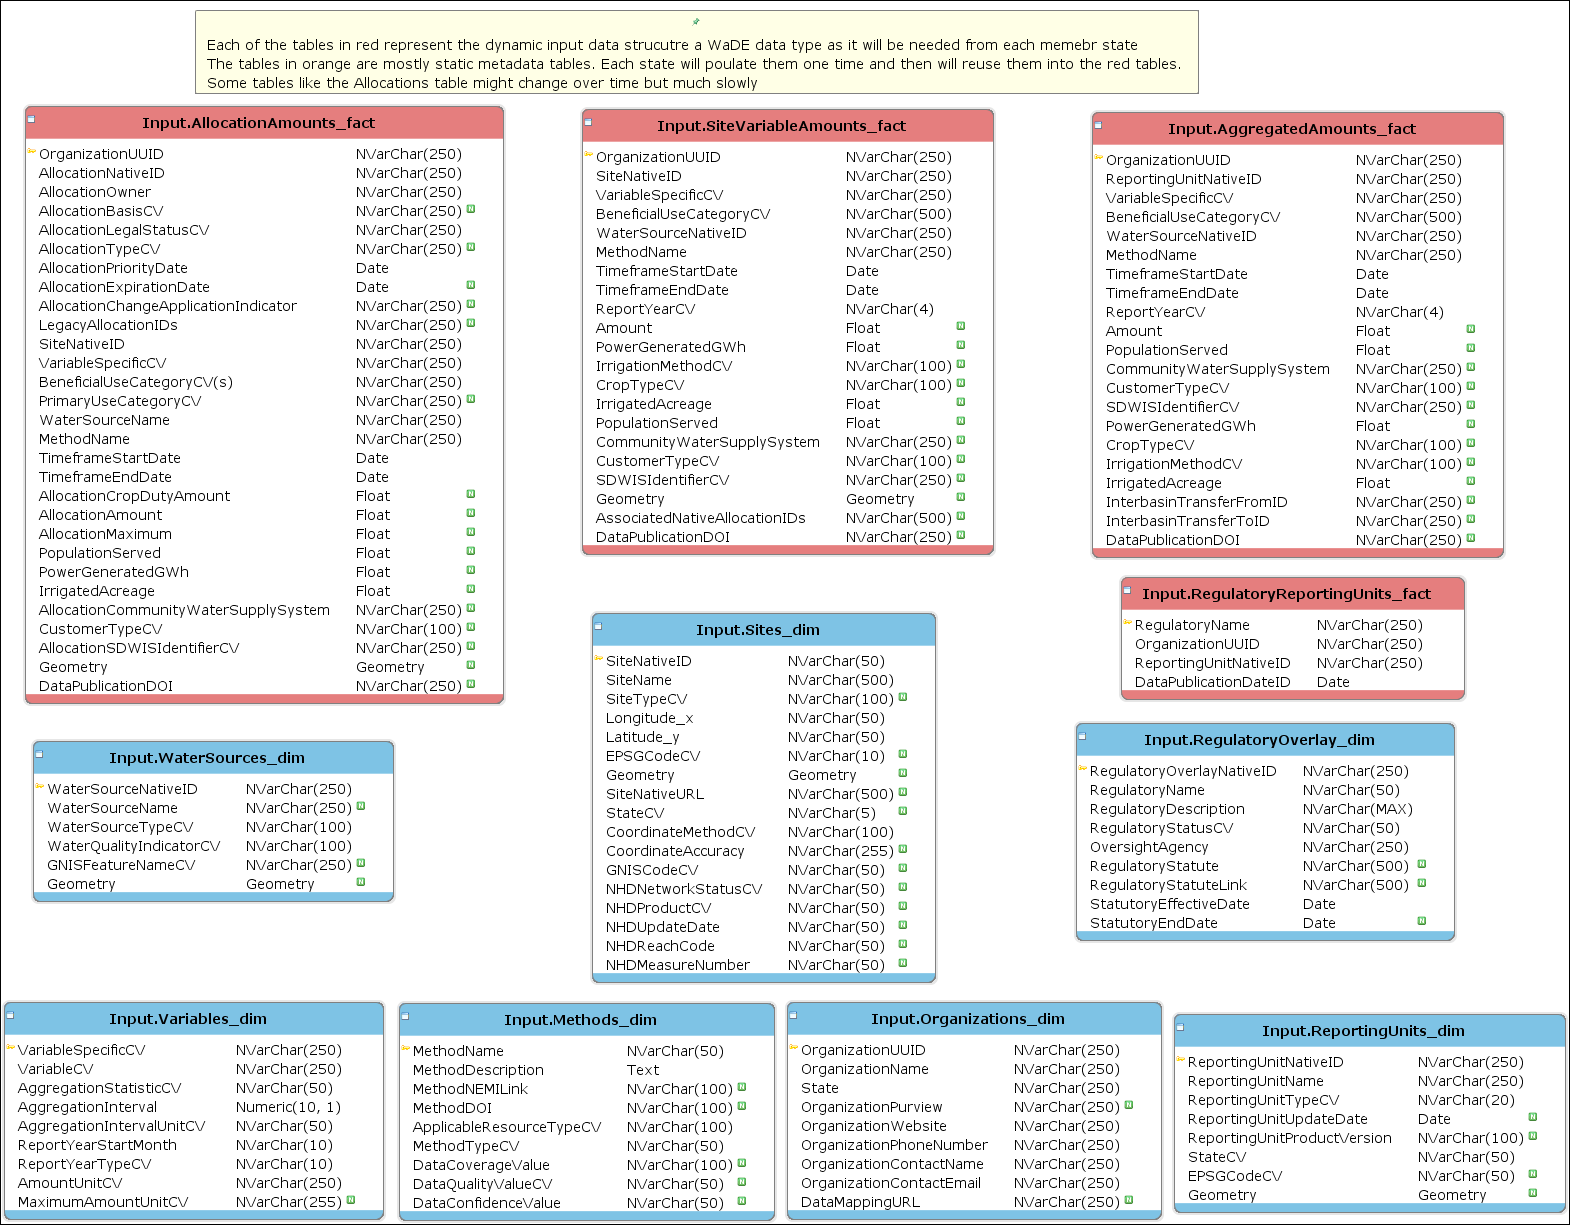 Each of the tables in red represent the dynamic input data strucutre a WaDE data type as it will be needed from each memebr state
The tables in orange are mostly static metadata tables. Each state will poulate them one time and then will reuse them into the red tables.
Some tables like the Allocations table might change over time but much slowly
Input.AllocationAmounts_fact
OrganizationUUID NVarChar(250)
AllocationNativeID NVarChar(250)
AllocationOwner NVarChar(250)
AllocationBasisCV NVarChar(250) N
AllocationLegalStatusCV NVarChar(250)
AllocationTypeCV NVarChar(250) N
AllocationPriorityDate Date
AllocationExpirationDate Date N
AllocationChangeApplicationIndicator NVarChar(250) N
LegacyAllocationIDs NVarChar(250) N
SiteNativeID NVarChar(250)
VariableSpecificCV NVarChar(250)
BeneficialUseCategoryCV(s) NVarChar(250)
PrimaryUseCategoryCV NVarChar(250) N
WaterSourceName NVarChar(250)
MethodName NVarChar(250)
TimeframeStartDate Date
TimeframeEndDate Date
AllocationCropDutyAmount Float N
AllocationAmount Float N
AllocationMaximum Float N
PopulationServed Float N
PowerGeneratedGWh Float N
IrrigatedAcreage Float N
AllocationCommunityWaterSupplySystem NVarChar(250) N
CustomerTypeCV NVarChar(100) N
AllocationSDWISIdentifierCV NVarChar(250) N
Geometry Geometry N
DataPublicationDOI NVarChar(250) N
Input.SiteVariableAmounts_fact
OrganizationUUID NVarChar(250)
SiteNativeID NVarChar(250)
VariableSpecificCV NVarChar(250)
BeneficialUseCategoryCV NVarChar(500)
WaterSourceNativeID NVarChar(250)
MethodName NVarChar(250)
TimeframeStartDate Date
TimeframeEndDate Date
ReportYearCV NVarChar(4)
Amount Float N
PowerGeneratedGWh Float N
IrrigationMethodCV NVarChar(100) N
CropTypeCV NVarChar(100) N
IrrigatedAcreage Float N
PopulationServed Float N
CommunityWaterSupplySystem NVarChar(250) N
CustomerTypeCV NVarChar(100) N
SDWISIdentifierCV NVarChar(250) N
Geometry Geometry N
AssociatedNativeAllocationIDs NVarChar(500) N
DataPublicationDOI NVarChar(250) N
Input.AggregatedAmounts_fact
OrganizationUUID NVarChar(250)
ReportingUnitNativeID NVarChar(250)
VariableSpecificCV NVarChar(250)
BeneficialUseCategoryCV NVarChar(500)
WaterSourceNativeID NVarChar(250)
MethodName NVarChar(250)
TimeframeStartDate Date
TimeframeEndDate Date
ReportYearCV NVarChar(4)
Amount Float N
PopulationServed Float N
CommunityWaterSupplySystem NVarChar(250) N
CustomerTypeCV NVarChar(100) N
SDWISIdentifierCV NVarChar(250) N
PowerGeneratedGWh Float N
CropTypeCV NVarChar(100) N
IrrigationMethodCV NVarChar(100) N
IrrigatedAcreage Float N
InterbasinTransferFromID NVarChar(250) N
InterbasinTransferToID NVarChar(250) N
DataPublicationDOI NVarChar(250) N
Input.RegulatoryReportingUnits_fact
RegulatoryName NVarChar(250)
OrganizationUUID NVarChar(250)
ReportingUnitNativeID NVarChar(250)
DataPublicationDateID Date
Input.Sites_dim
SiteNativeID NVarChar(50)
SiteName NVarChar(500)
SiteTypeCV NVarChar(100) N
Longitude_x NVarChar(50)
Latitude_y NVarChar(50)
EPSGCodeCV NVarChar(10) N
Geometry Geometry N
SiteNativeURL NVarChar(500) N
StateCV NVarChar(5) N
CoordinateMethodCV NVarChar(100)
CoordinateAccuracy NVarChar(255) N
GNISCodeCV NVarChar(50) N
NHDNetworkStatusCV NVarChar(50) N
NHDProductCV NVarChar(50) N
NHDUpdateDate NVarChar(50) N
NHDReachCode NVarChar(50) N
NHDMeasureNumber NVarChar(50) N
Input.WaterSources_dim
WaterSourceNativeID NVarChar(250)
WaterSourceName NVarChar(250) N
WaterSourceTypeCV NVarChar(100)
WaterQualityIndicatorCV NVarChar(100)
GNISFeatureNameCV NVarChar(250) N
Geometry Geometry N
Input.RegulatoryOverlay_dim
RegulatoryOverlayNativeID NVarChar(250)
RegulatoryName NVarChar(50)
RegulatoryDescription NVarChar(MAX)
RegulatoryStatusCV NVarChar(50)
OversightAgency NVarChar(250)
RegulatoryStatute NVarChar(500) N
RegulatoryStatuteLink NVarChar(500) N
StatutoryEffectiveDate Date
StatutoryEndDate Date N
Input.Variables_dim
VariableSpecificCV NVarChar(250)
VariableCV NVarChar(250)
AggregationStatisticCV NVarChar(50)
AggregationInterval Numeric(10, 1)
AggregationIntervalUnitCV NVarChar(50)
ReportYearStartMonth NVarChar(10)
ReportYearTypeCV NVarChar(10)
AmountUnitCV NVarChar(250)
MaximumAmountUnitCV NVarChar(255) N
Input.Methods_dim
MethodName NVarChar(50)
MethodDescription Text
MethodNEMILink NVarChar(100) N
MethodDOI NVarChar(100) N
ApplicableResourceTypeCV NVarChar(100)
MethodTypeCV NVarChar(50)
DataCoverageValue NVarChar(100) N
DataQualityValueCV NVarChar(50) N
DataConfidenceValue NVarChar(50) N
Input.Organizations_dim
OrganizationUUID NVarChar(250)
OrganizationName NVarChar(250)
State NVarChar(250)
OrganizationPurview NVarChar(250) N
OrganizationWebsite NVarChar(250)
OrganizationPhoneNumber NVarChar(250)
OrganizationContactName NVarChar(250)
OrganizationContactEmail NVarChar(250)
DataMappingURL NVarChar(250) N
Input.ReportingUnits_dim
ReportingUnitNativeID NVarChar(250)
ReportingUnitName NVarChar(250)
ReportingUnitTypeCV NVarChar(20)
ReportingUnitUpdateDate Date N
ReportingUnitProductVersion NVarChar(100) N
StateCV NVarChar(50)
EPSGCodeCV NVarChar(50) N
Geometry Geometry N